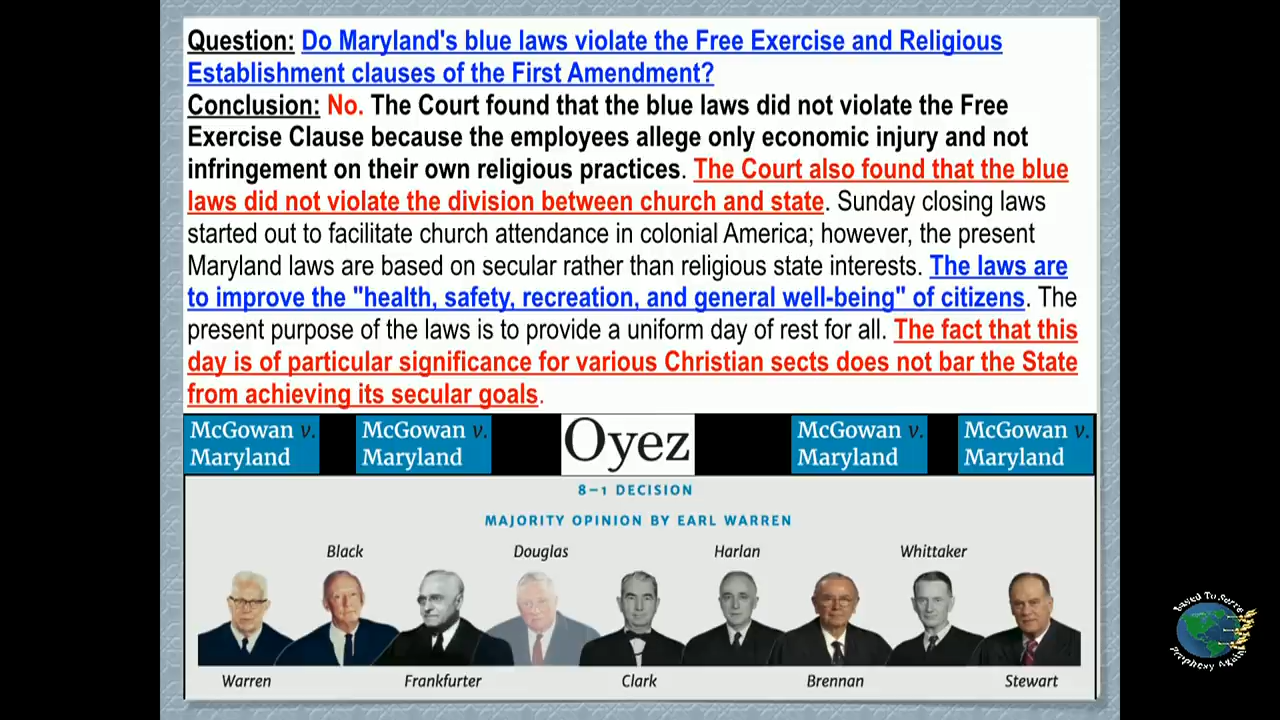 Question: Do Maryland's blue laws violate the Free Exercise and Religious
Establishment clauses of the First Amendment?
Conclusion: No. The Court found that the blue laws did not violate the Free
Exercise Clause because the employees allege only economic injury and not
infringement on their own religious practices. The Court also found that the blue
laws did not violate the division between church and state. Sunday closing laws
started out to facilitate church attendance in colonial America; however, the present
Maryland laws are based on secular rather than religious state interests. The laws are
to improve the "health, safety, recreation, and general well-being" of citizens. The
present purpose of the laws is to provide a uniform day of rest for all. The fact that this
day is of particular significance for various Christian sects does not bar the State
from achieving its secular goals.
McGowan v. McGowan v. Oyez McGowan v. McGowan v.
Maryland Maryland Maryland Maryland
8–1 DECISION
MAJORITY OPINION BY EARL WARREN
Black Douglas Harlan Whittaker
Warren Frankfurter Clark Brennan Stewart
Based To Serve
Prophesy Again